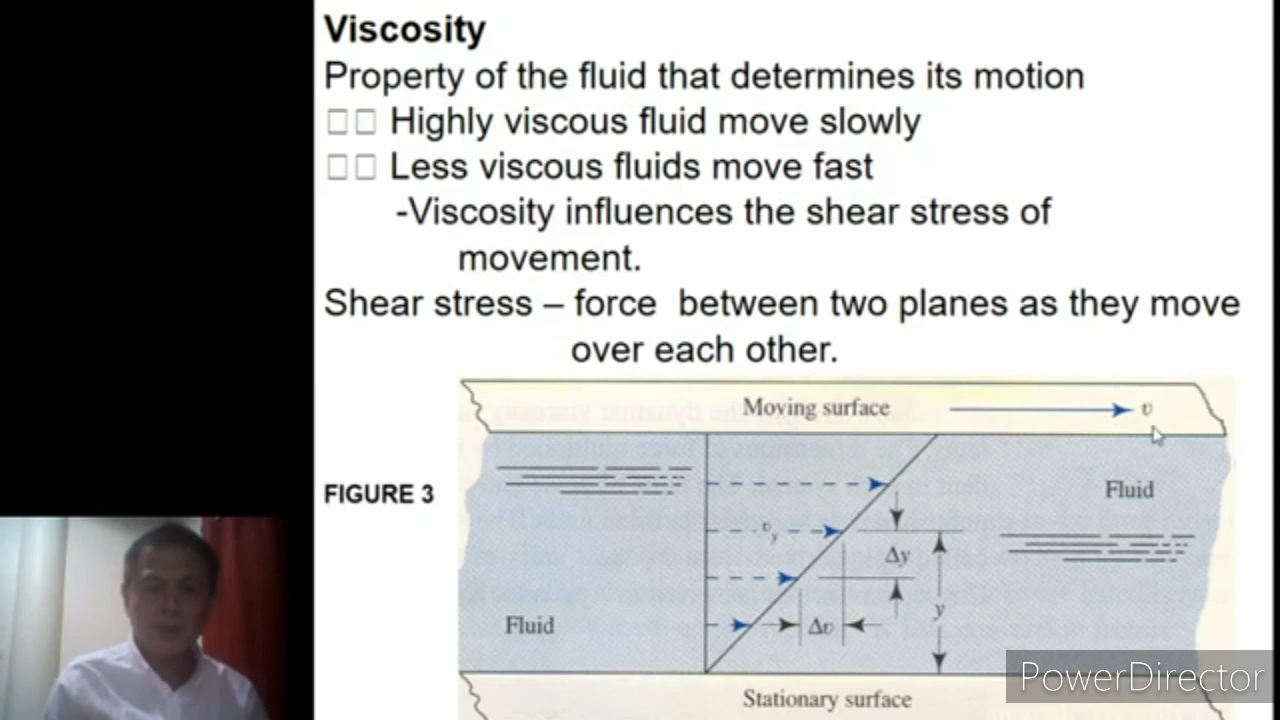 Viscosity
Property of the fluid that determines its motion
□□ Highly viscous fluid move slowly
□□ Less viscous fluids move fast
-Viscosity influences the shear stress of
movement.
Shear stress – force between two planes as they move
over each other.
Moving surface υ
FIGURE 3
Fluid
υy
Δy
y
Fluid
Δυ
Stationary surface
PowerDirector